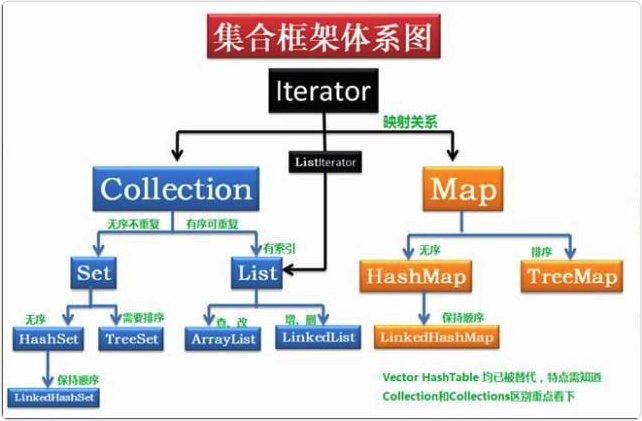 集合框架体系图
Iterator
映射关系
ListIterator
Collection
Map
无序不重复
有序可重复
有索引
无序
排序
Set
List
HashMap
TreeMap
无序
需要排序
查、改
增、删
保持顺序
HashSet
TreeSet
ArrayList
LinkedList
LinkedHashMap
保持顺序
LinkedHashSet
Vector HashTable 均已被替代，特点需知道
Collection和Collections区别重点看下